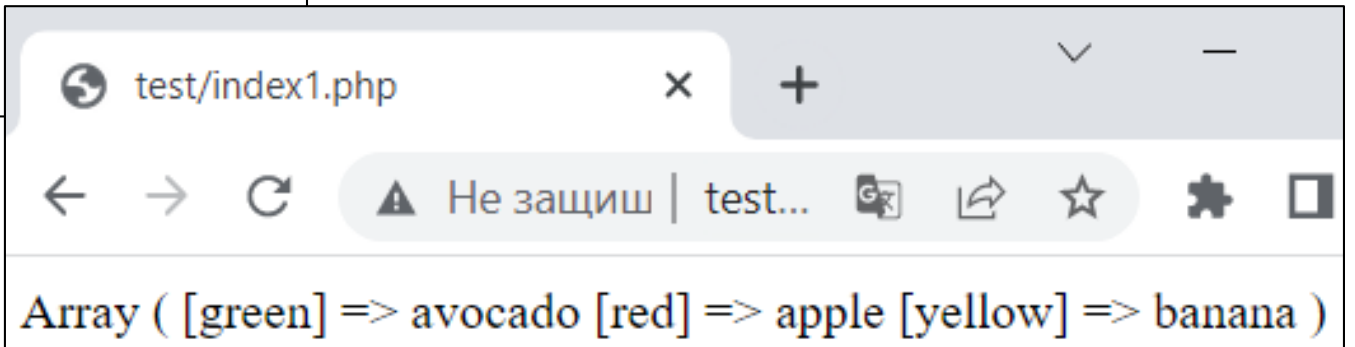 test/index1.php
Не защиш | test...
Array ( [green] => avocado [red] => apple [yellow] => banana )